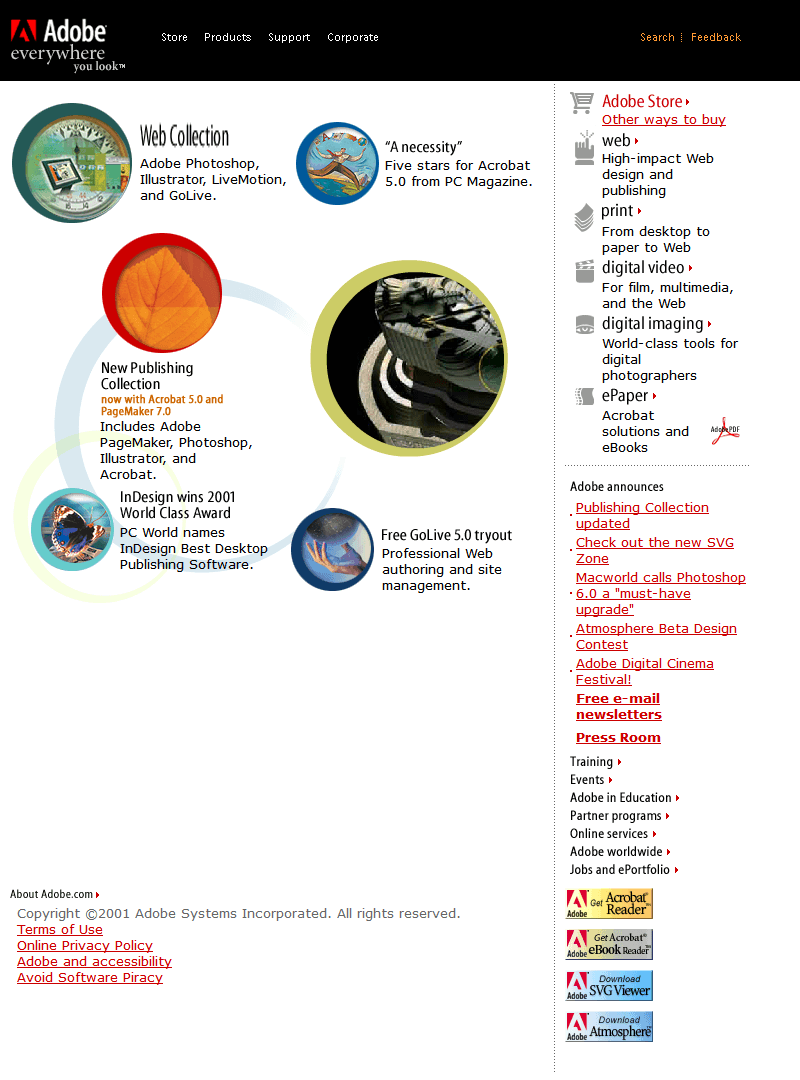 Adobe
everywhere
you look™
Store
Products
Support
Corporate
Search
Feedback
Web Collection
Adobe Photoshop,
Illustrator, LiveMotion,
and GoLive.
“A necessity”
Five stars for Acrobat
5.0 from PC Magazine.
New Publishing
Collection
now with Acrobat 5.0 and
PageMaker 7.0
Includes Adobe
PageMaker, Photoshop,
Illustrator, and
Acrobat.
InDesign wins 2001
World Class Award
PC World names
InDesign Best Desktop
Publishing Software.
Free GoLive 5.0 tryout
Professional Web
authoring and site
management.
Adobe Store
Other ways to buy
web
High-impact Web
design and
publishing
print
From desktop to
paper to Web
digital video
For film, multimedia,
and the Web
digital imaging
World-class tools for
digital
photographers
ePaper
Acrobat
solutions and
eBooks
Adobe PDF
Adobe announces
Publishing Collection
updated
Check out the new SVG
Zone
Macworld calls Photoshop
6.0 a "must-have
upgrade"
Atmosphere Beta Design
Contest
Adobe Digital Cinema
Festival!
Free e-mail
newsletters
Press Room
Training
Events
Adobe in Education
Partner programs
Online services
Adobe worldwide
Jobs and ePortfolio
Get Acrobat
Adobe Reader™
Get Acrobat®
Adobe eBook Reader™
Download
Adobe SVG Viewer
Download
Adobe Atmosphere™
About Adobe.com
Copyright ©2001 Adobe Systems Incorporated. All rights reserved.
Terms of Use
Online Privacy Policy
Adobe and accessibility
Avoid Software Piracy